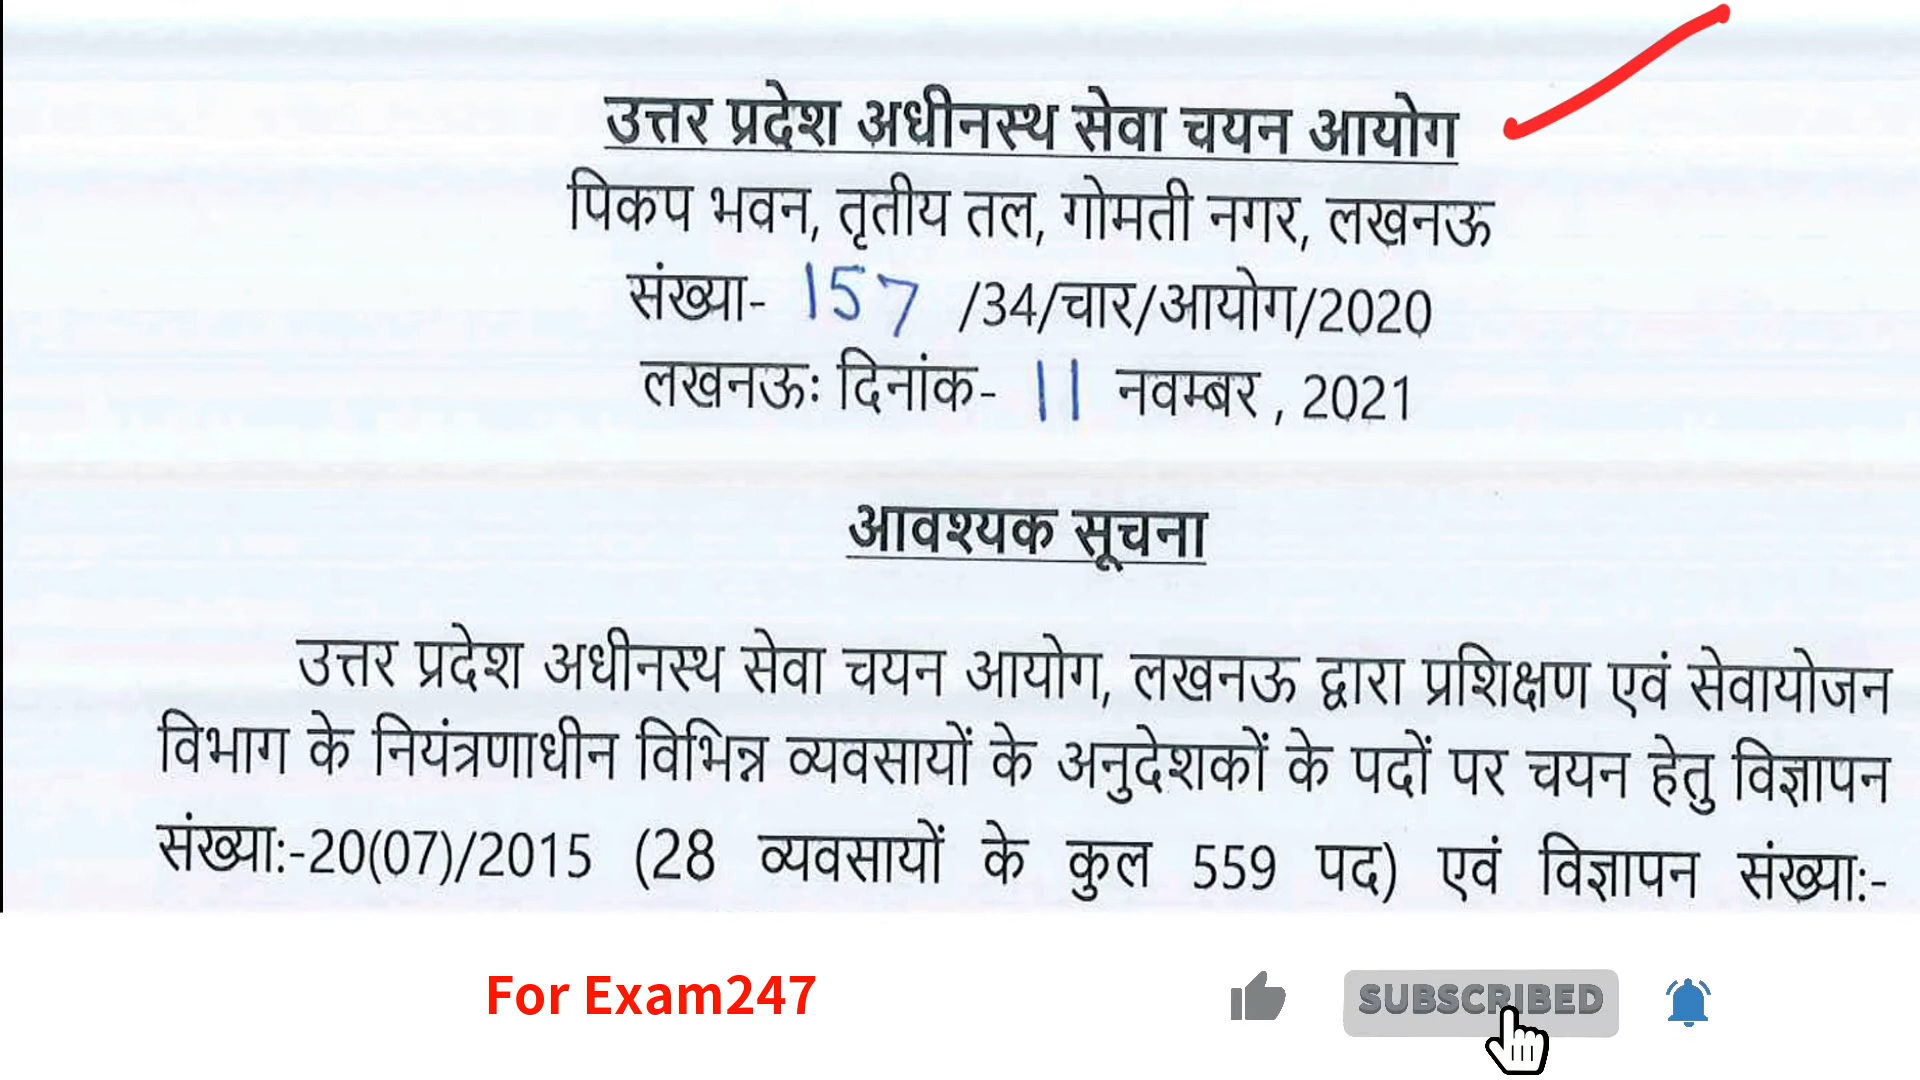 उत्तर प्रदेश अधीनस्थ सेवा चयन आयोग
पिकप भवन, तृतीय तल, गोमती नगर, लखनऊ
संख्या- 157 /34/चार/आयोग/2020
लखनऊः दिनांक- 11 नवम्बर , 2021
आवश्यक सूचना
उत्तर प्रदेश अधीनस्थ सेवा चयन आयोग, लखनऊ द्वारा प्रशिक्षण एवं सेवायोजन
विभाग के नियंत्रणाधीन विभिन्न व्यवसायों के अनुदेशकों के पदों पर चयन हेतु विज्ञापन
संख्या:-20(07)/2015 (28 व्यवसायों के कुल 559 पद) एवं विज्ञापन संख्या:-
For Exam247
SUBSCRIBED